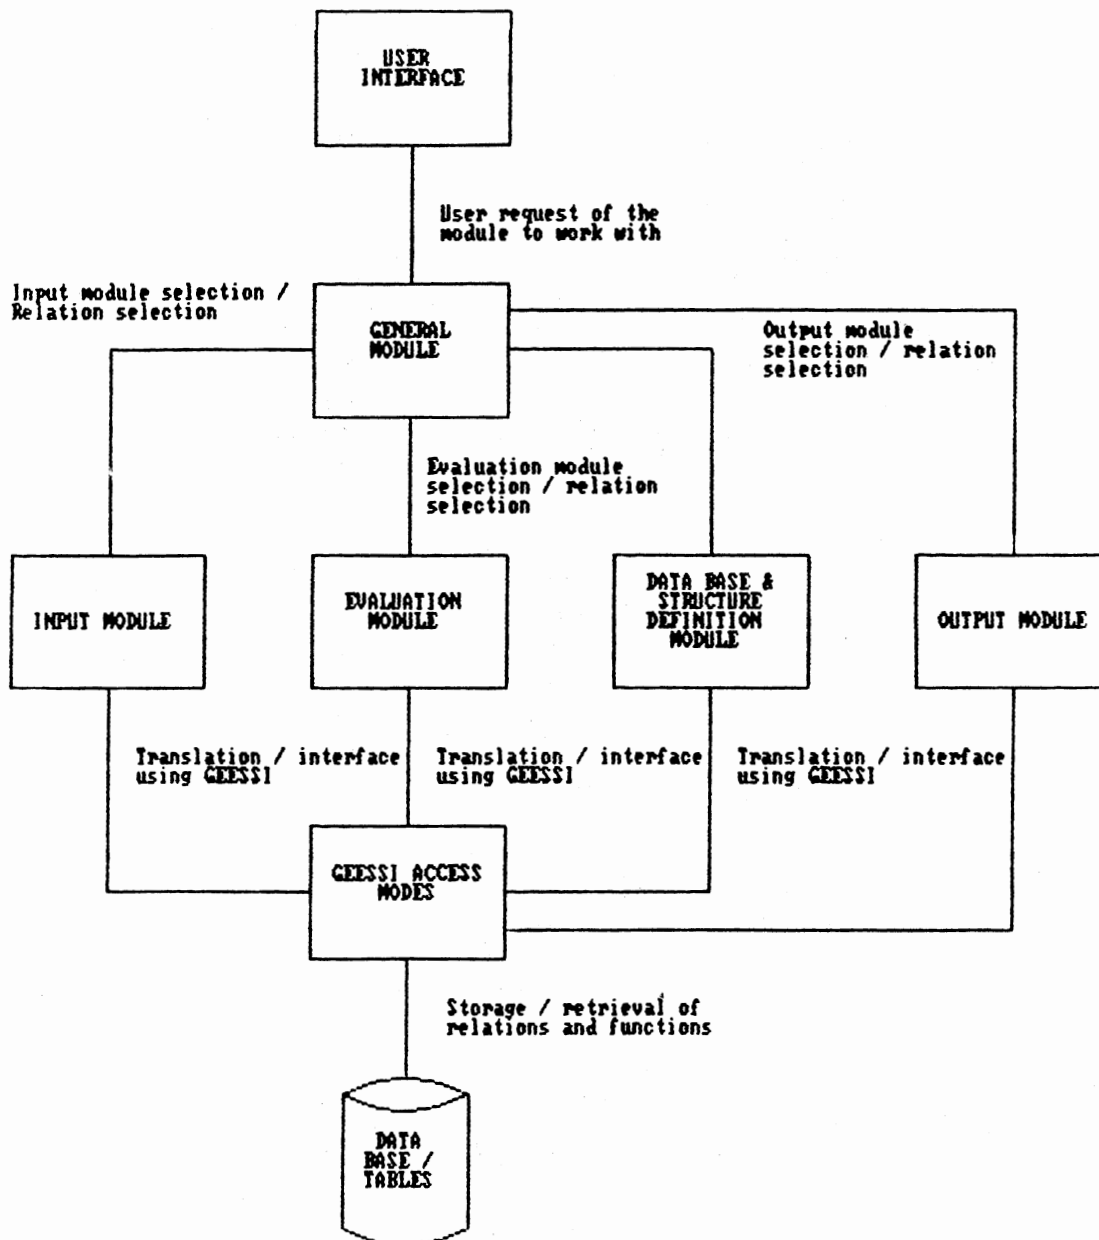 USER
INTERFACE
User request of the
module to work with
Input module selection /
Relation selection
GENERAL
MODULE
Output module
selection / relation
selection
Evaluation module
selection / relation
selection
INPUT MODULE
EVALUATION
MODULE
DATA BASE &
STRUCTURE
DEFINITION
MODULE
OUTPUT MODULE
Translation / interface
using GEESSI
Translation / interface
using GEESSI
Translation / interface
using GEESSI
GEESSI ACCESS
MODES
Storage / retrieval of
relations and functions
DATA
BASE /
TABLES